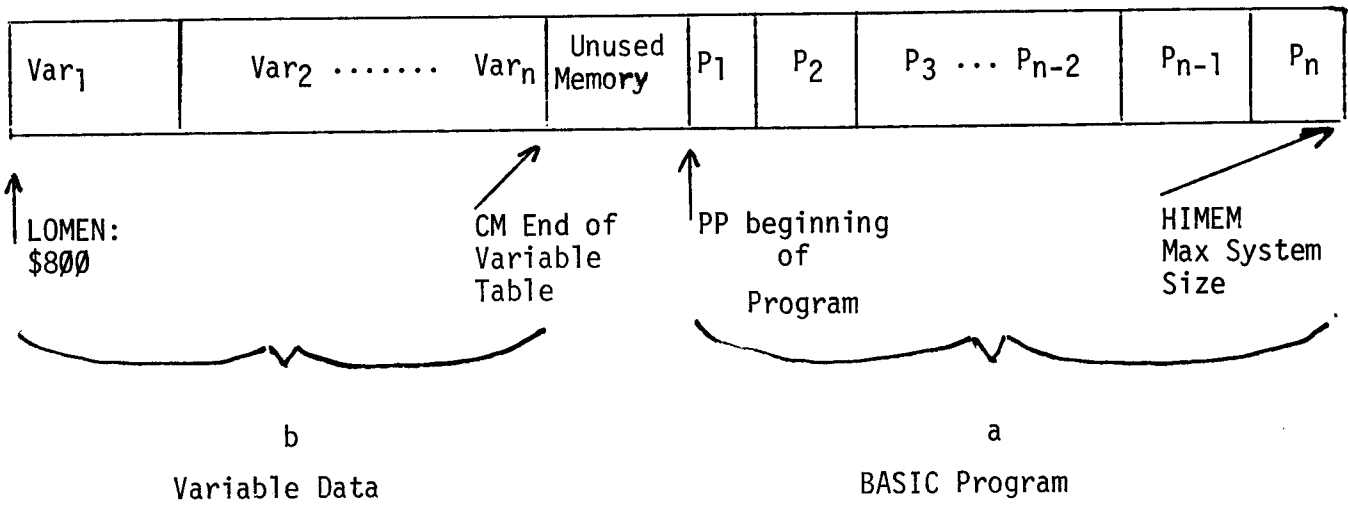 Var1
Var2 ....... Varn
Unused
Memory
P1
P2
P3 ... Pn-2
Pn-1
Pn
LOMEN:
$800
CM End of
Variable
Table
PP beginning
of
Program
HIMEM
Max System
Size
b
Variable Data
a
BASIC Program